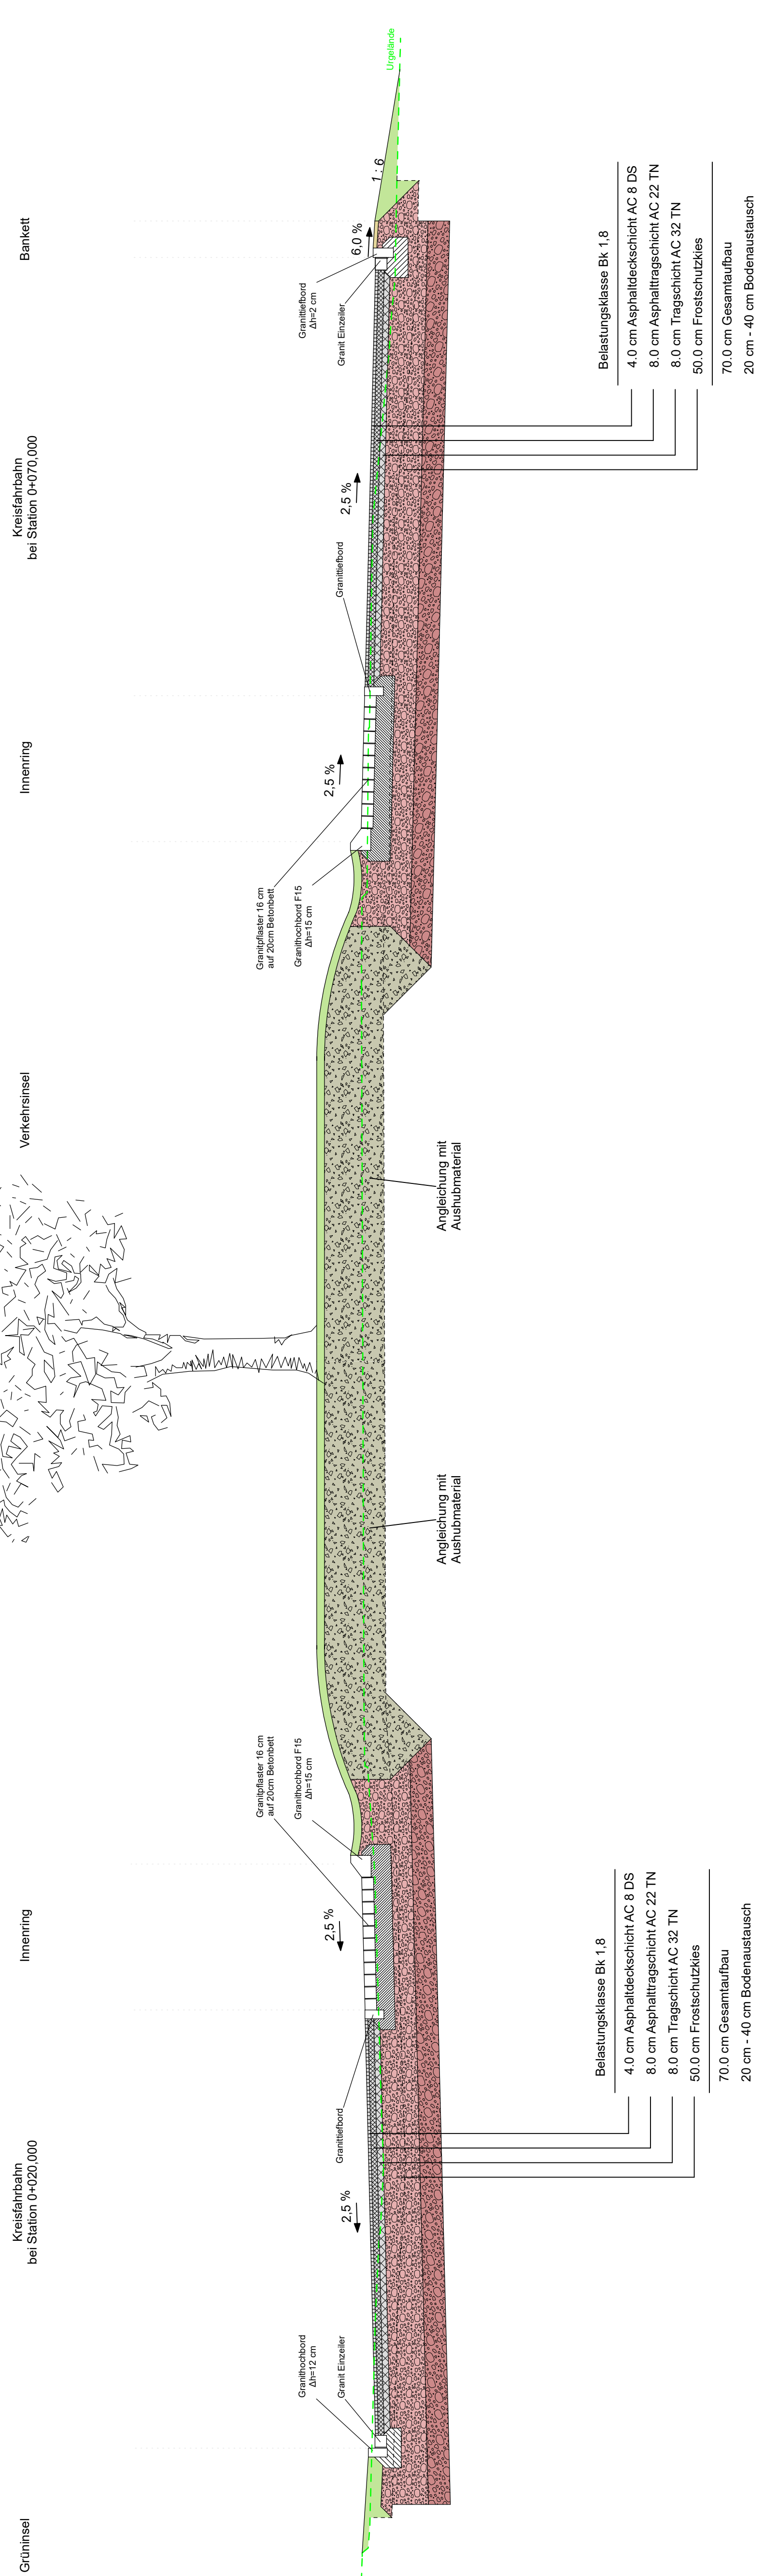 Grüninsel
Kreisfahrbahn
bei Station 0+020,000
Innenring
Verkehrsinsel
Innenring
Kreisfahrbahn
bei Station 0+070,000
Bankett
Granithochbord
Δh=12 cm
Granit Einzeiler
2,5 %
Granittiefbord
2,5 %
Granitpflaster 16 cm
auf 20cm Betonbett
Granithochbord F15
Δh=15 cm
Angleichung mit
Aushubmaterial
Angleichung mit
Aushubmaterial
Granitpflaster 16 cm
auf 20cm Betonbett
Granithochbord F15
Δh=15 cm
2,5 %
Granittiefbord
2,5 %
Granittiefbord
Δh=2 cm
Granit Einzeiler
6,0 %
1 : 6
Urgelände
Belastungsklasse Bk 1,8
4.0 cm Asphaltdeckschicht AC 8 DS
8.0 cm Asphalttragschicht AC 22 TN
8.0 cm Tragschicht AC 32 TN
50.0 cm Frostschutzkies
70.0 cm Gesamtaufbau
20 cm - 40 cm Bodenaustausch
Belastungsklasse Bk 1,8
4.0 cm Asphaltdeckschicht AC 8 DS
8.0 cm Asphalttragschicht AC 22 TN
8.0 cm Tragschicht AC 32 TN
50.0 cm Frostschutzkies
70.0 cm Gesamtaufbau
20 cm - 40 cm Bodenaustausch